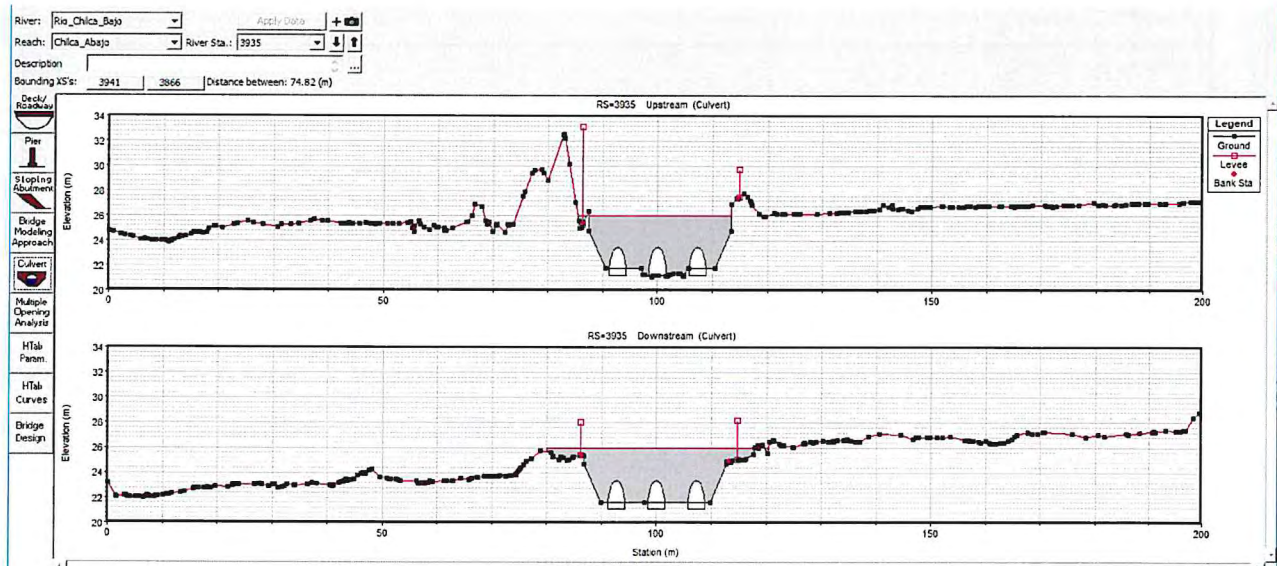 River: Rio_Chilca_Bajo Apply Data
Reach: Chilca_Abajo River Sta.: 3935
Description ...
Bounding XS's: 3941 3866 Distance between: 74.82 (m)
Deck/
Roadway
Pier
Sloping
Abutment
Bridge
Modeling
Approach
Culvert
Multiple
Opening
Analysis
HTab
Param.
HTab
Curves
Bridge
Design
RS=3935 Upstream (Culvert)
Elevation (m)
34
32
30
28
26
24
22
20
0 50 100 150 200
Legend
Ground
Levee
Bank Sta
RS=3935 Downstream (Culvert)
Elevation (m)
34
32
30
28
26
24
22
20
0 50 100 150 200
Station (m)